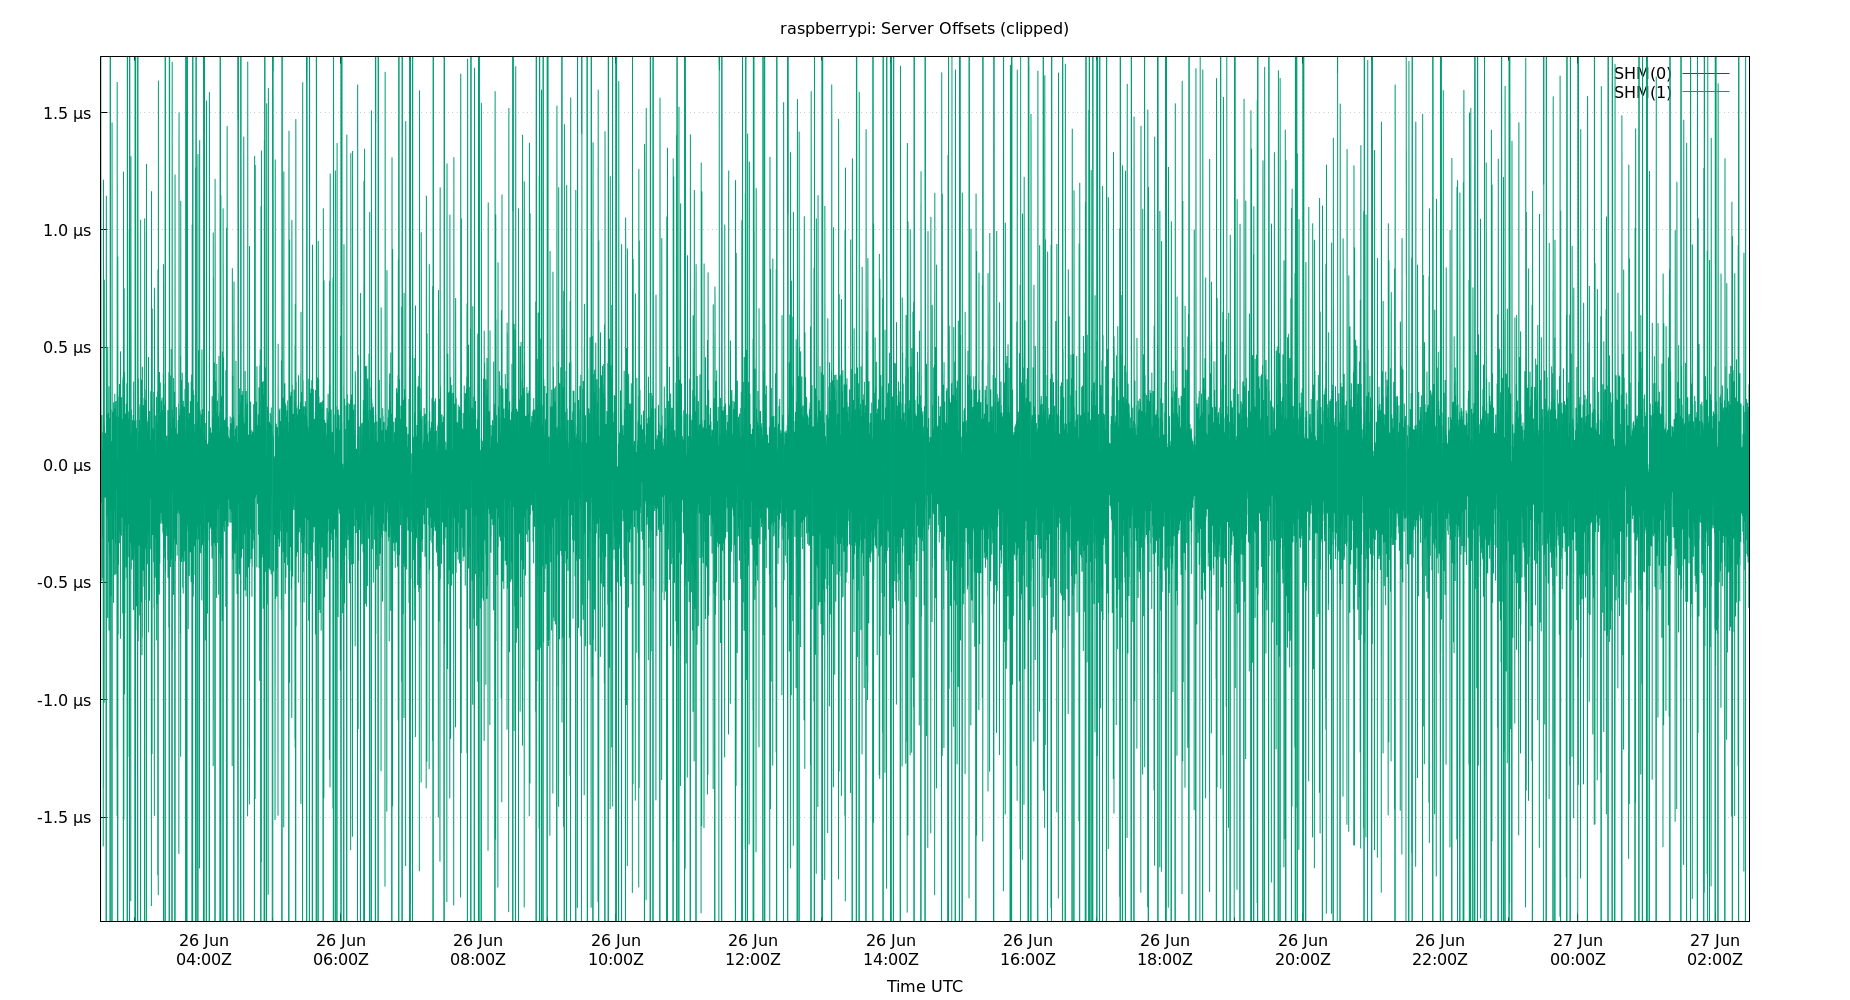 raspberrypi: Server Offsets (clipped)
SHM(0)
SHM(1)
1.5 µs
1.0 µs
0.5 µs
0.0 µs
-0.5 µs
-1.0 µs
-1.5 µs
26 Jun 26 Jun 26 Jun 26 Jun 26 Jun 26 Jun 26 Jun 26 Jun 26 Jun 26 Jun 27 Jun 27 Jun
04:00Z 06:00Z 08:00Z 10:00Z 12:00Z 14:00Z 16:00Z 18:00Z 20:00Z 22:00Z 00:00Z 02:00Z
Time UTC